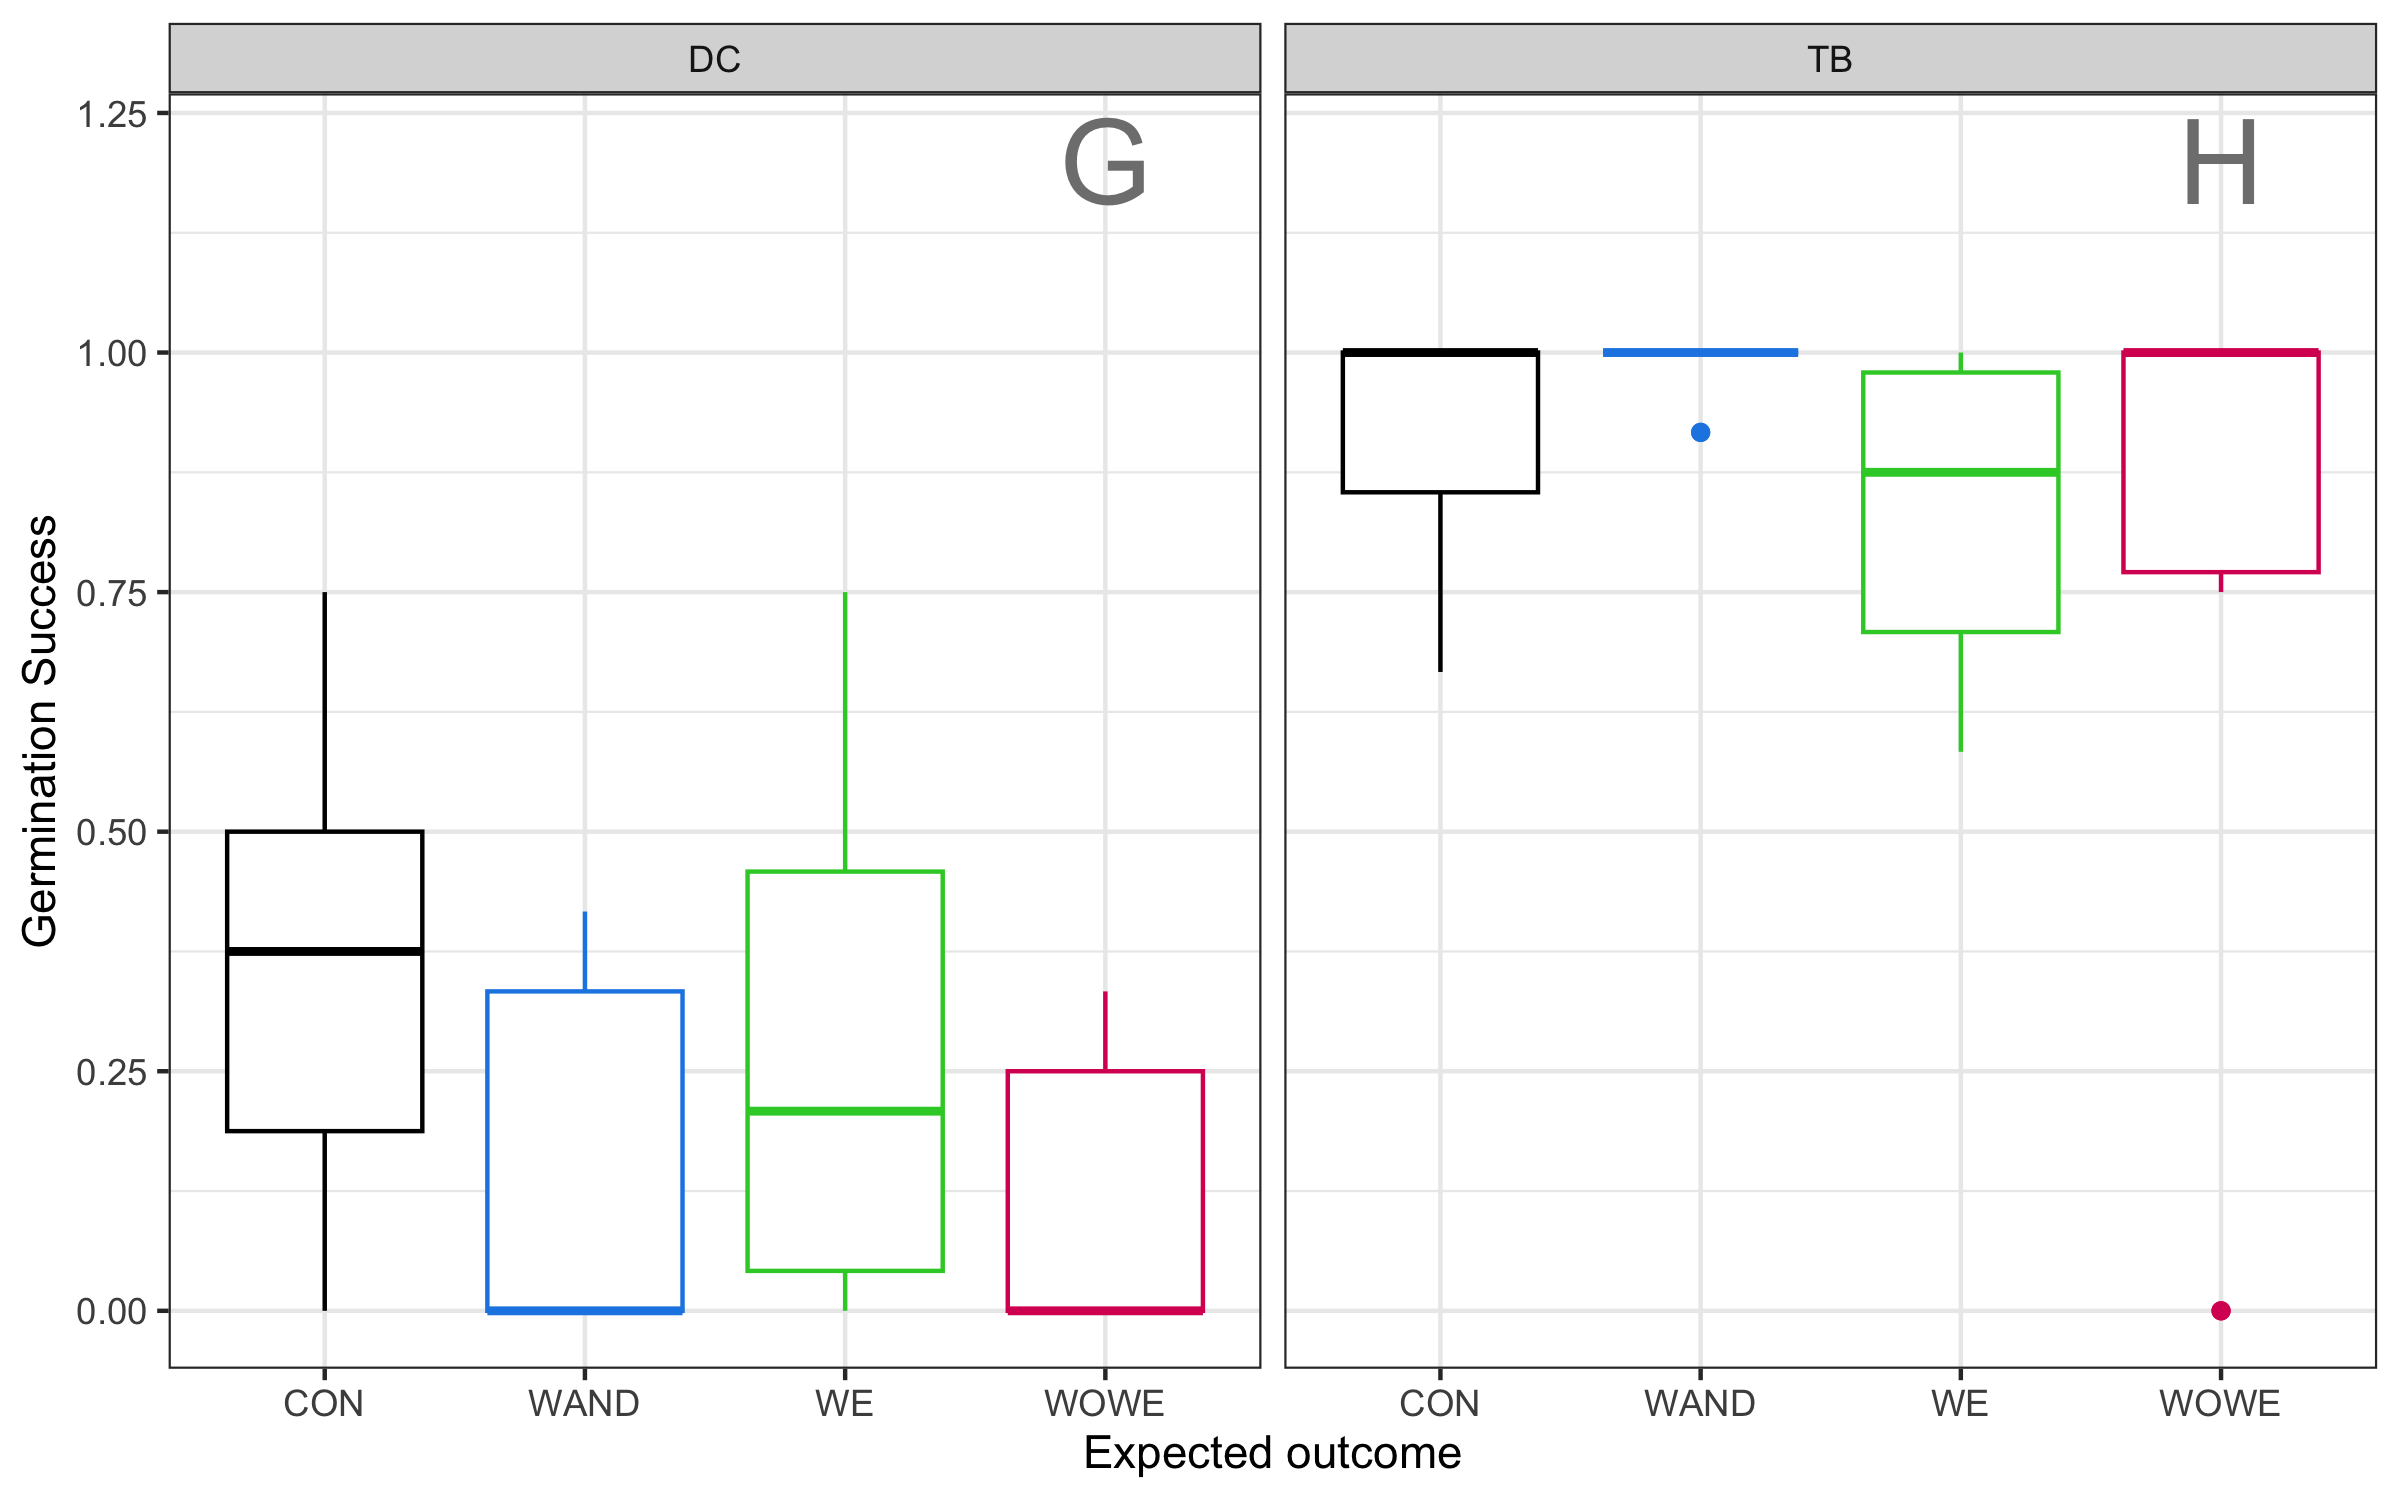 DC
TB
G
H
1.25
1.00
0.75
0.50
0.25
0.00
Germination Success
CON WAND WE WOWE
CON WAND WE WOWE
Expected outcome